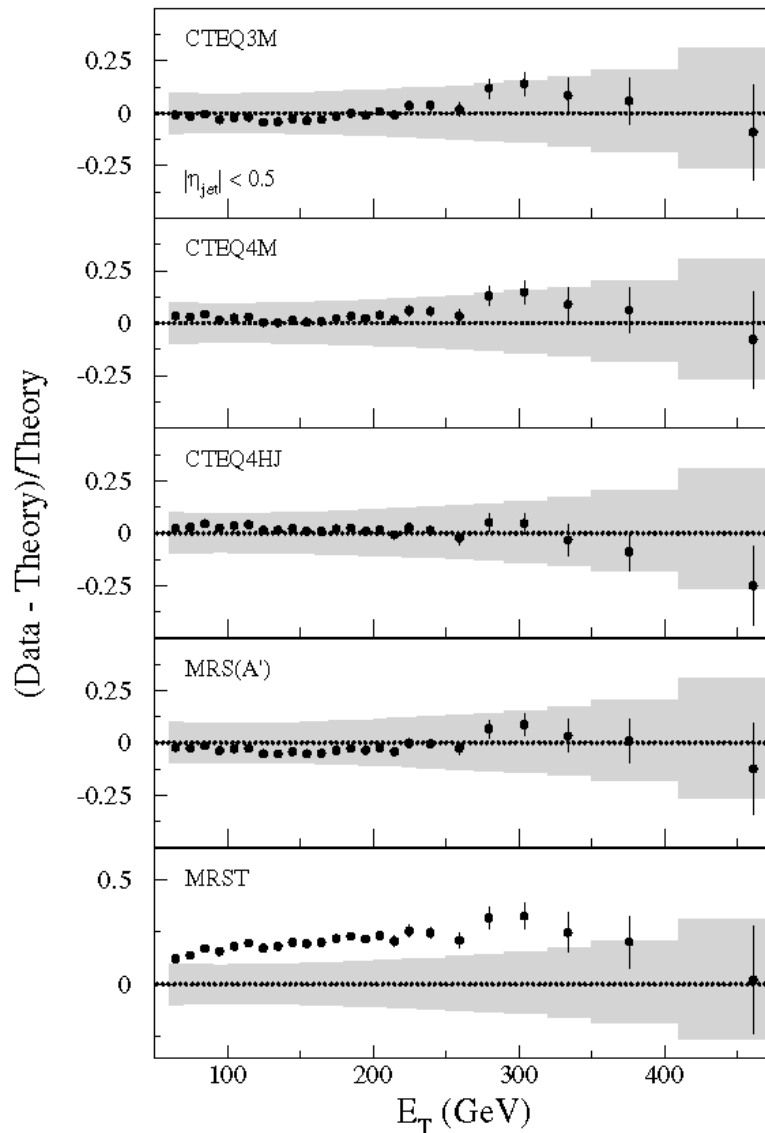 (Data - Theory)/Theory
CTEQ3M
0.25
0
-0.25
|η_jet| < 0.5
CTEQ4M
0.25
0
-0.25
CTEQ4HJ
0.25
0
-0.25
MRS(A')
0.25
0
-0.25
MRST
0.5
0
100 200 300 400
E_T (GeV)